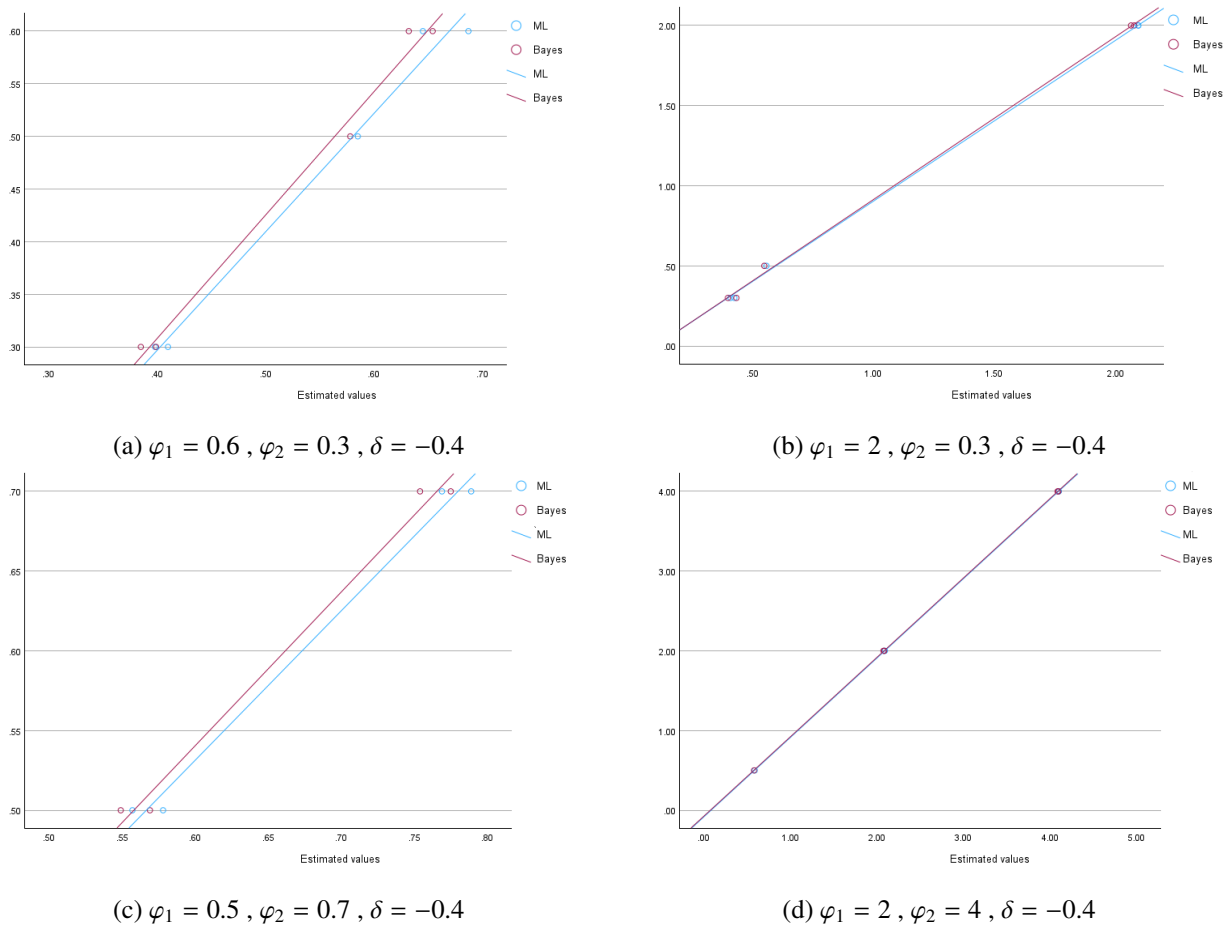 .60
.55
.50
.45
.40
.35
.30
.30 .40 .50 .60 .70
Estimated values
ML
Bayes
ML
Bayes
(a) φ₁ = 0.6 , φ₂ = 0.3 , δ = −0.4
2.00
1.50
1.00
.50
.00
.50 1.00 1.50 2.00
Estimated values
ML
Bayes
ML
Bayes
(b) φ₁ = 2 , φ₂ = 0.3 , δ = −0.4
.70
.65
.60
.55
.50
.50 .55 .60 .65 .70 .75 .80
Estimated values
ML
Bayes
ML
Bayes
(c) φ₁ = 0.5 , φ₂ = 0.7 , δ = −0.4
4.00
3.00
2.00
1.00
.00
.00 1.00 2.00 3.00 4.00 5.00
Estimated values
ML
Bayes
ML
Bayes
(d) φ₁ = 2 , φ₂ = 4 , δ = −0.4